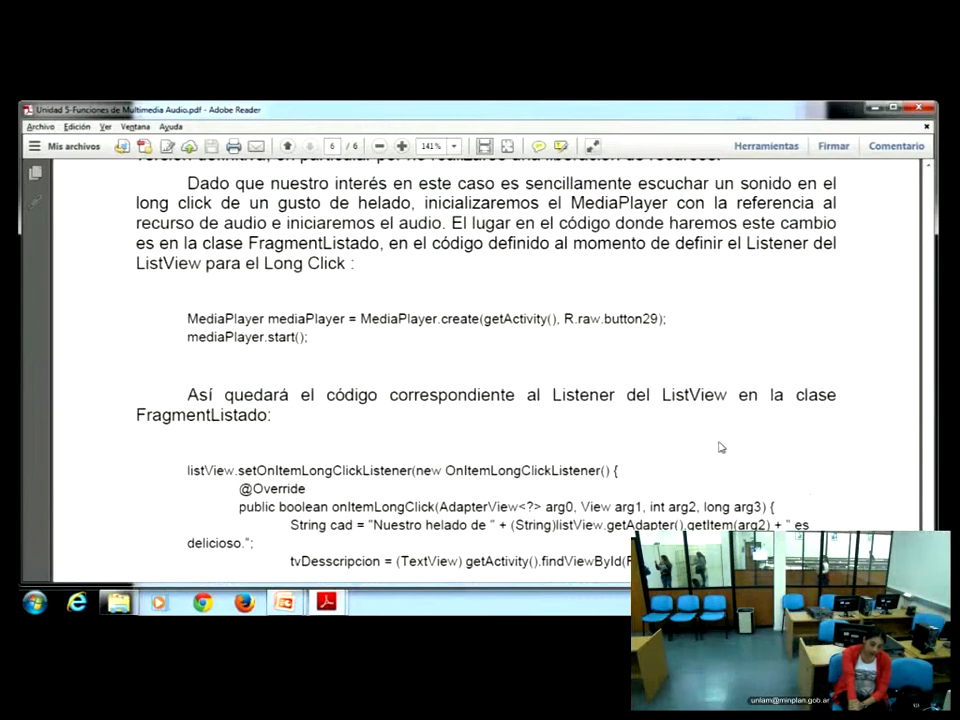 Unidad 5-Funciones de Multimedia Audio.pdf - Adobe Reader
Archivo Edición Ver Ventana Ayuda
Mis archivos 6 / 6 141% Herramientas Firmar Comentario
Dado que nuestro interés en este caso es sencillamente escuchar un sonido en el
long click de un gusto de helado, inicializaremos el MediaPlayer con la referencia al
recurso de audio e iniciaremos el audio. El lugar en el código donde haremos este cambio
es en la clase FragmentListado, en el código definido al momento de definir el Listener del
ListView para el Long Click :
MediaPlayer mediaPlayer = MediaPlayer.create(getActivity(), R.raw.button29);
mediaPlayer.start();
Así quedará el código correspondiente al Listener del ListView en la clase
FragmentListado:
listView.setOnItemLongClickListener(new OnItemLongClickListener() {
@Override
public boolean onItemLongClick(AdapterView<?> arg0, View arg1, int arg2, long arg3) {
String cad = "Nuestro helado de " + (String)listView.getAdapter().getItem(arg2) + " es
delicioso.";
tvDesscripcion = (TextView) getActivity().findViewById(
unlam@minplan.gob.ar